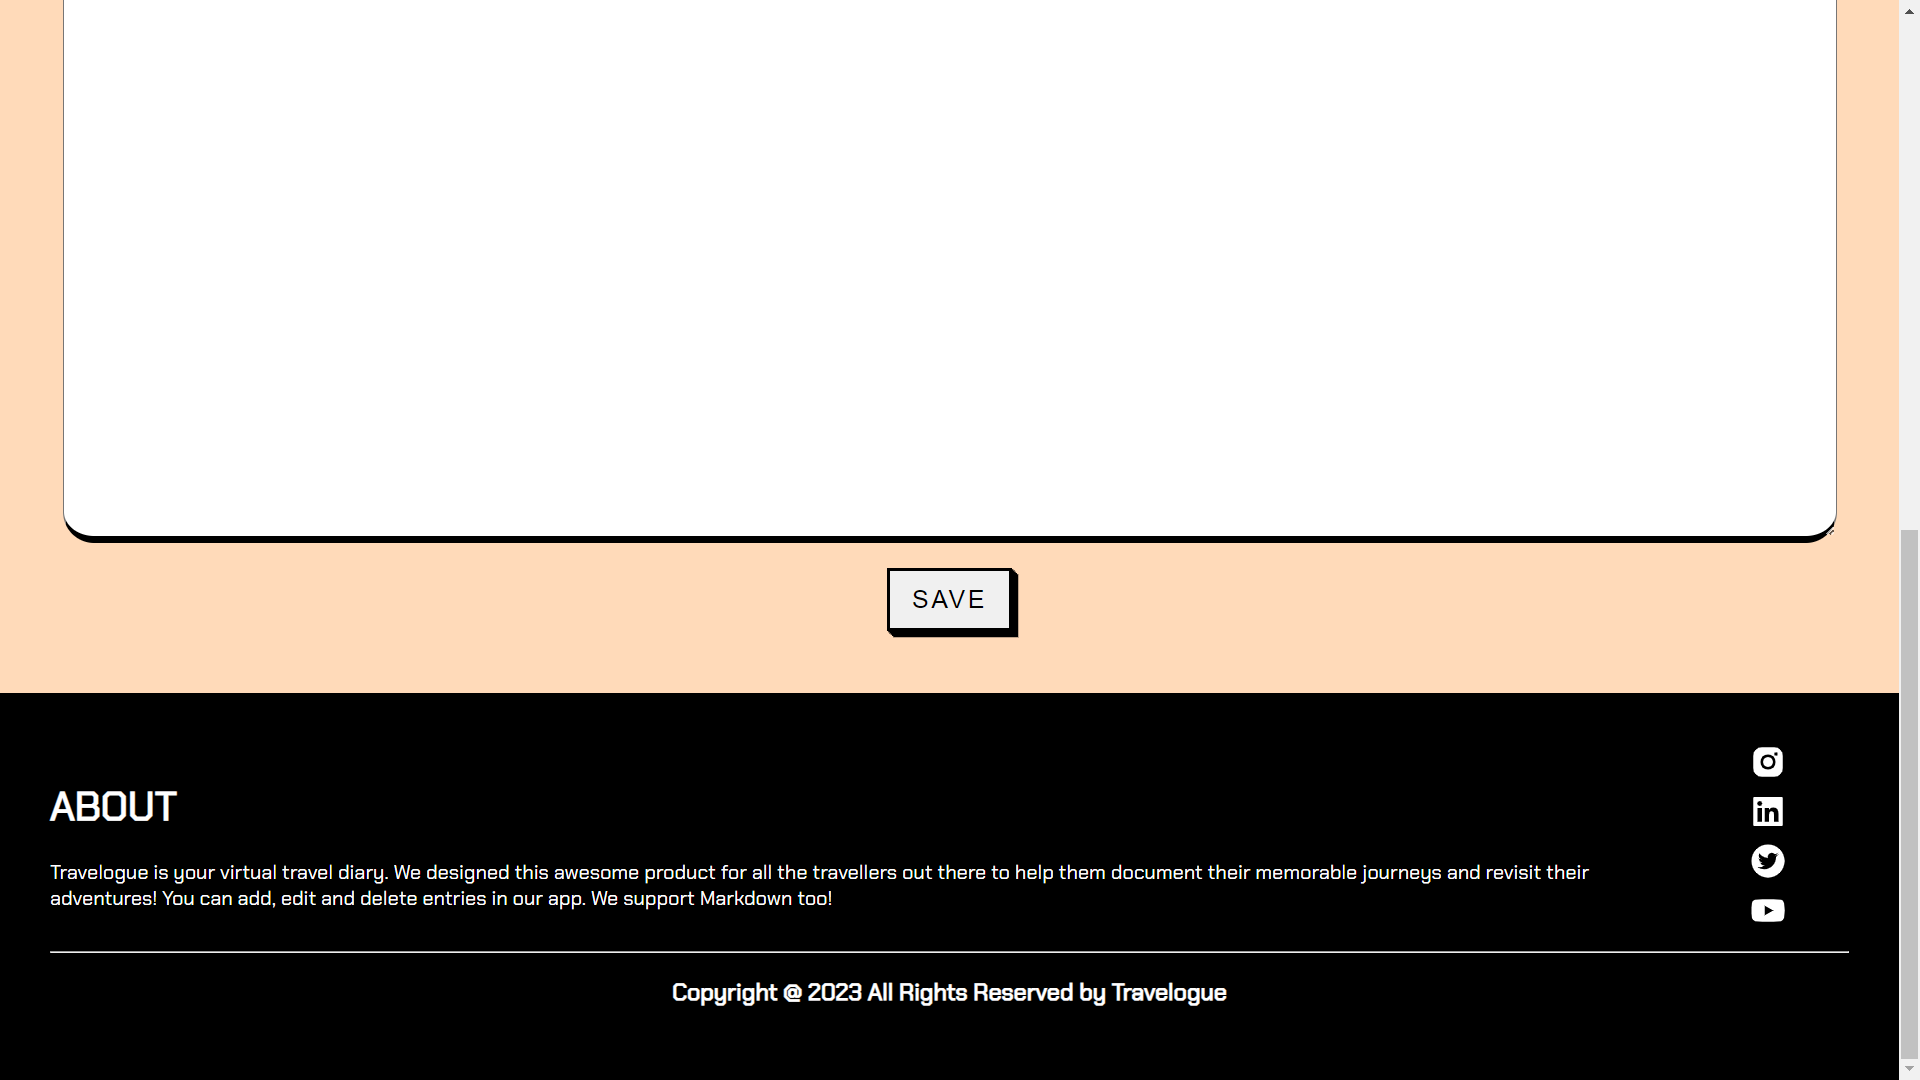 SAVE
ABOUT
Travelogue is your virtual travel diary. We designed this awesome product for all the travellers out there to help them document their memorable journeys and revisit their
adventures! You can add, edit and delete entries in our app. We support Markdown too!
Copyright @ 2023 All Rights Reserved by Travelogue